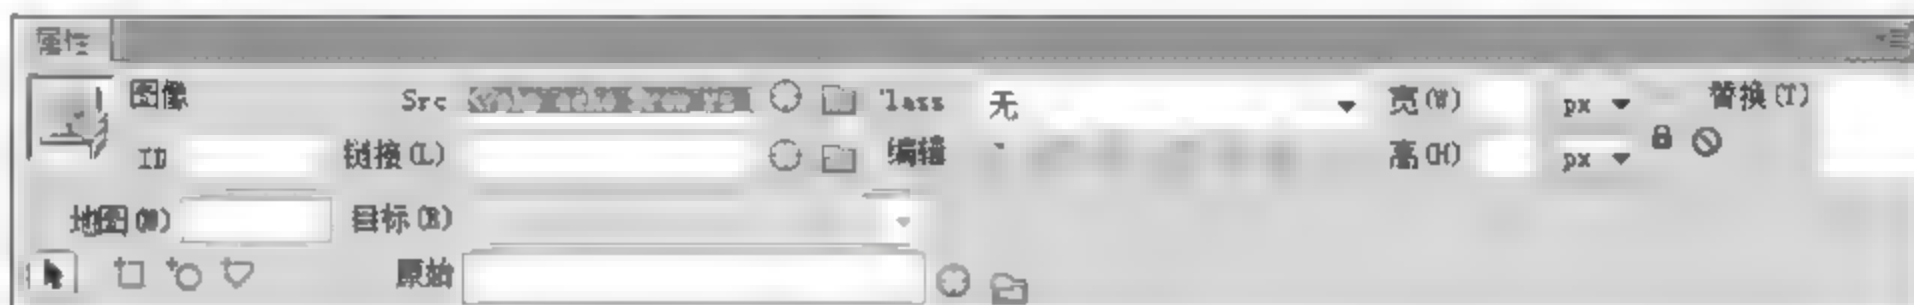 属性
图像 Src Class 无 宽(W) px 替换(T)
ID 链接(L) 编辑 高(H) px
地图(M) 目标(R)
原始